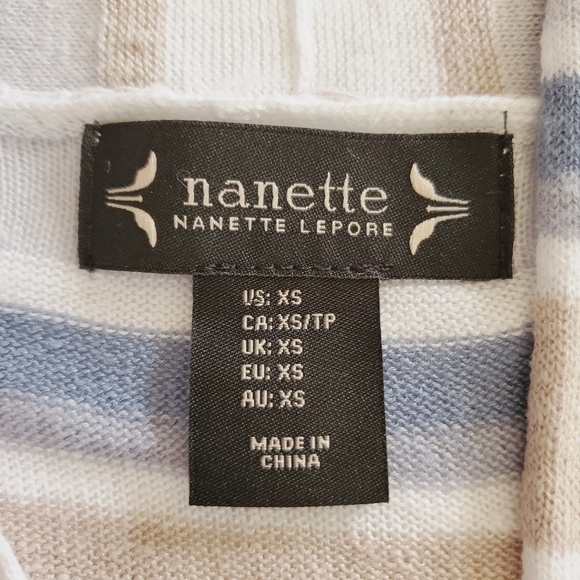 nanette
NANETTE LEPORE
US: XS
CA: XS/TP
UK: XS
EU: XS
AU: XS
MADE IN
CHINA